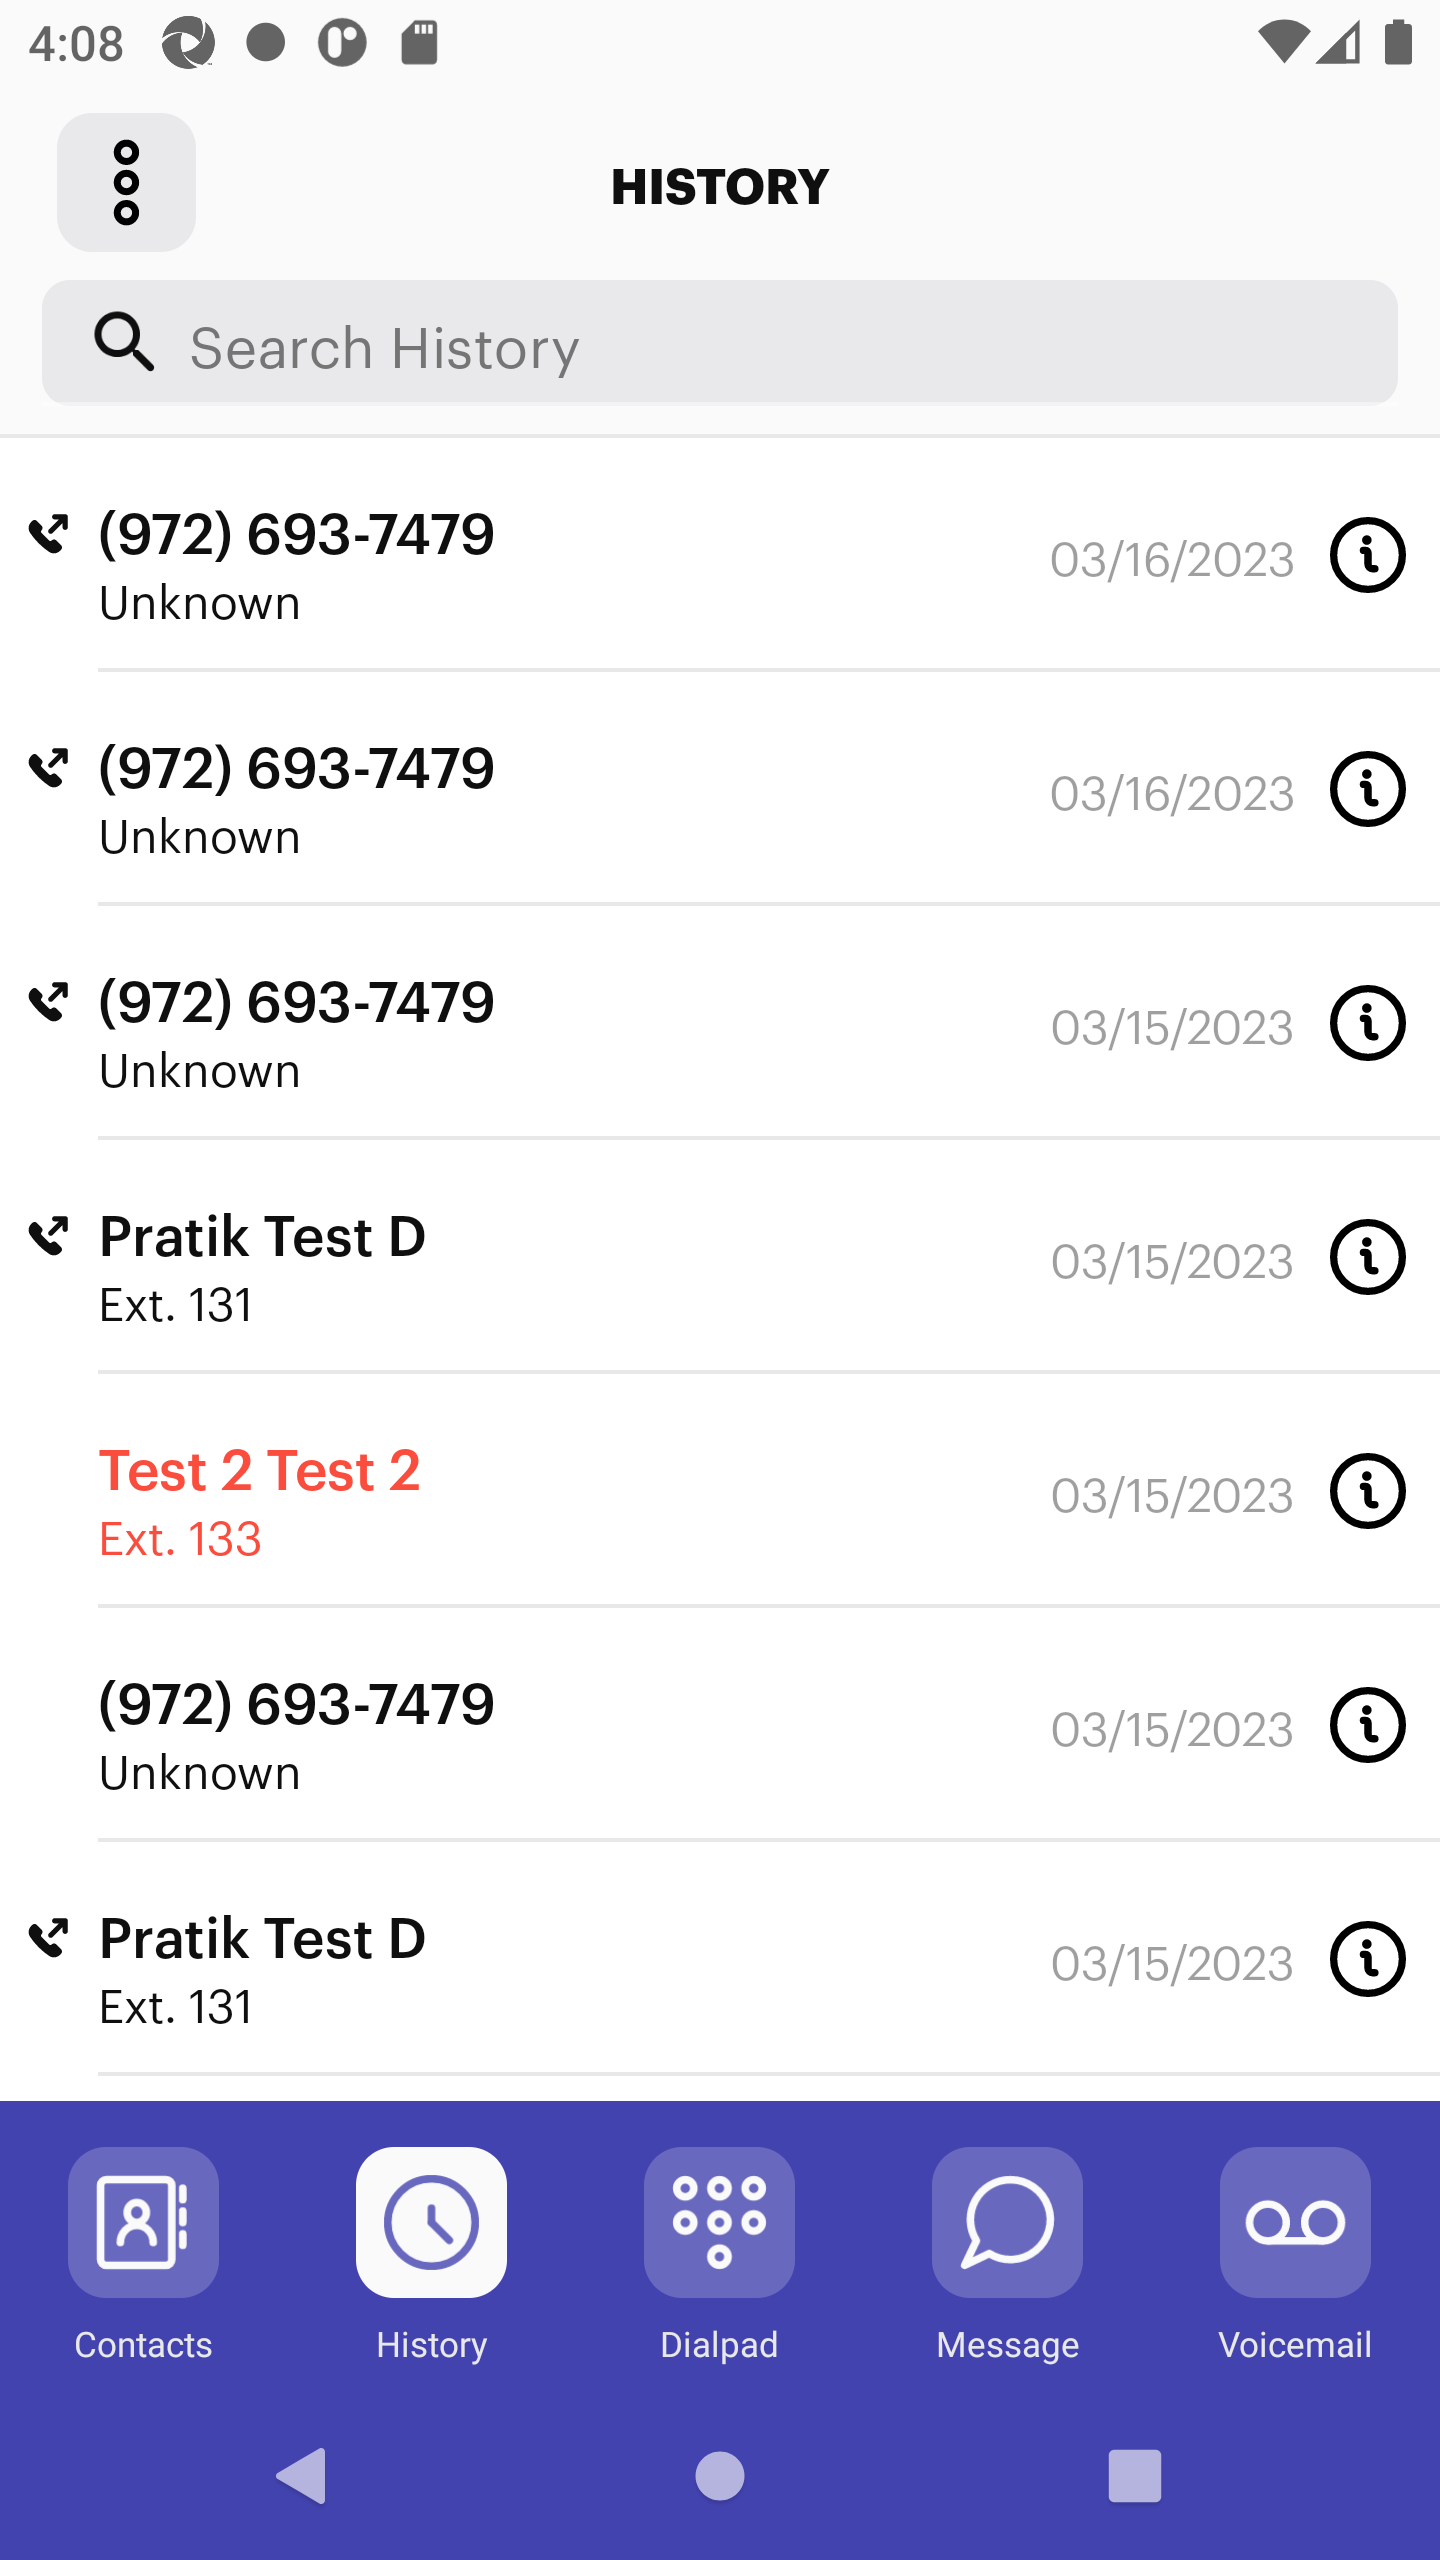 4:08
HISTORY
Search History
(972) 693-7479
03/16/2023
Unknown
(972) 693-7479
03/16/2023
Unknown
(972) 693-7479
03/15/2023
Unknown
Pratik Test D
03/15/2023
Ext. 131
Test 2 Test 2
03/15/2023
Ext. 133
(972) 693-7479
03/15/2023
Unknown
Pratik Test D
03/15/2023
Ext. 131
Contacts History Dialpad Message Voicemail